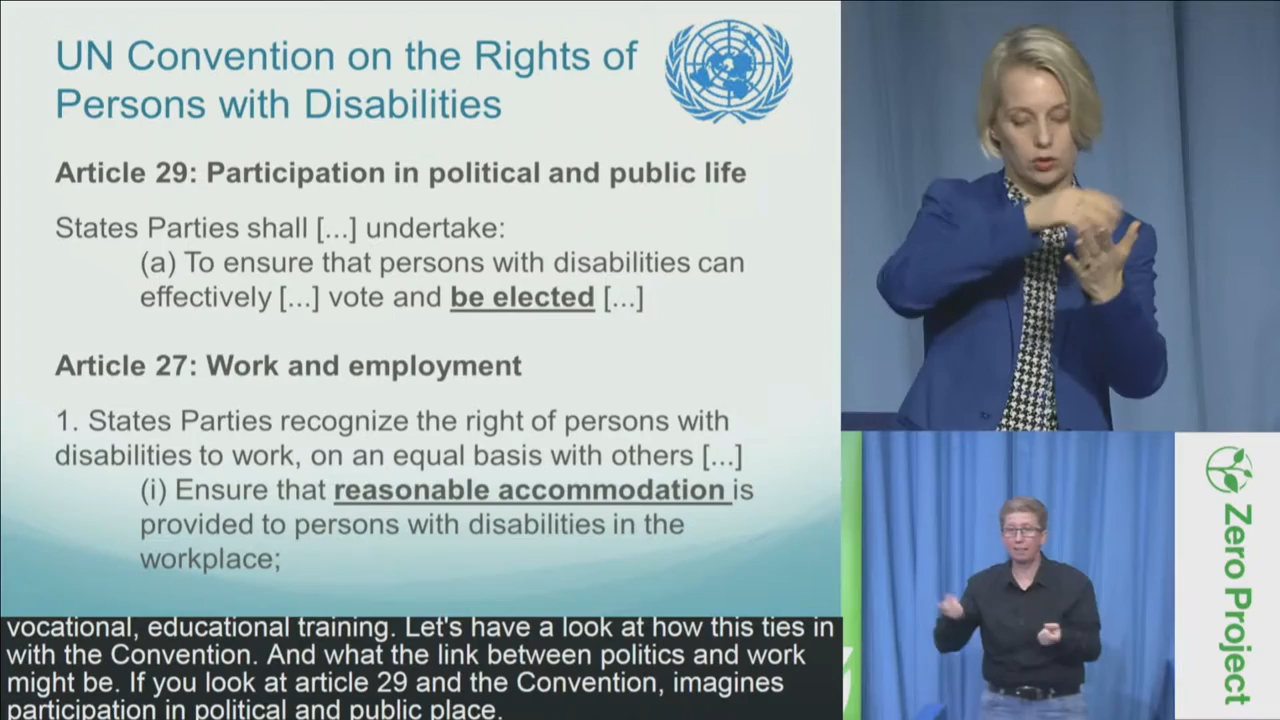 UN Convention on the Rights of
Persons with Disabilities
Article 29: Participation in political and public life
States Parties shall [...] undertake:
(a) To ensure that persons with disabilities can
effectively [...] vote and be elected [...]
Article 27: Work and employment
1. States Parties recognize the right of persons with
disabilities to work, on an equal basis with others [...]
(i) Ensure that reasonable accommodation is
provided to persons with disabilities in the
workplace;
vocational, educational training. Let's have a look at how this ties in
with the Convention. And what the link between politics and work
might be. If you look at article 29 and the Convention, imagines
participation in political and public place.
Zero Project